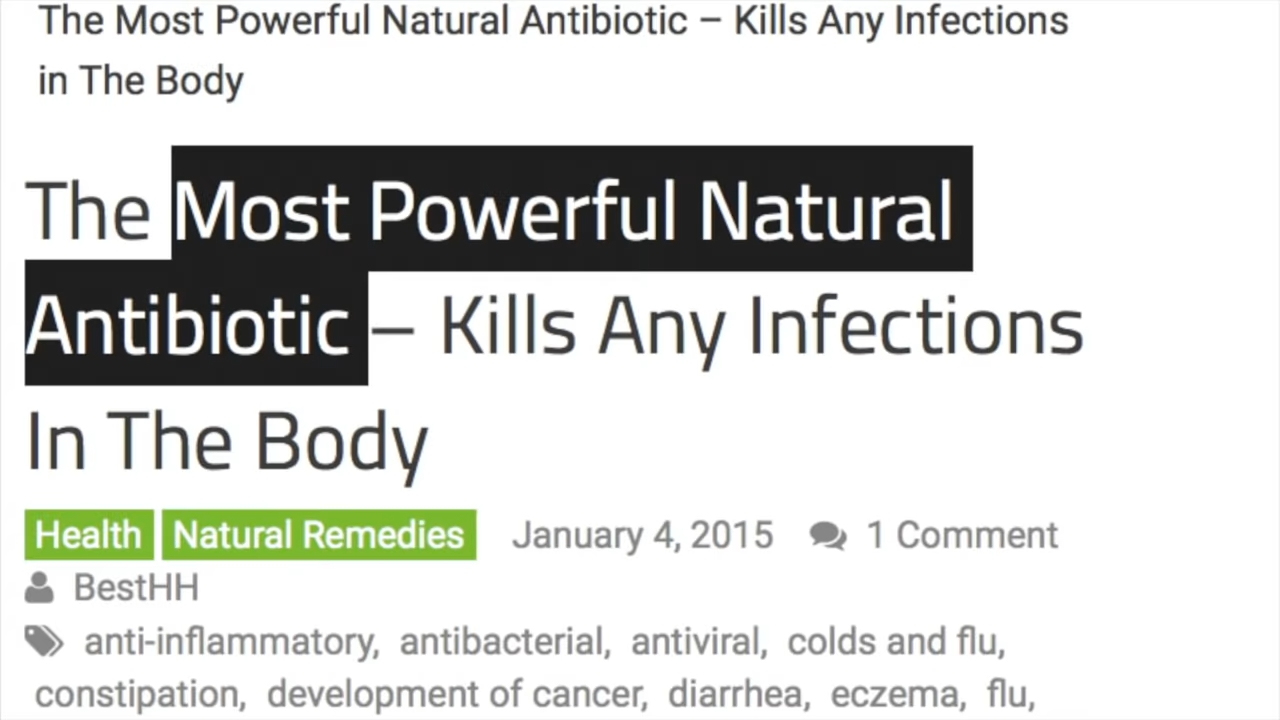 The Most Powerful Natural Antibiotic – Kills Any Infections
in The Body
The Most Powerful Natural
Antibiotic – Kills Any Infections
In The Body
Health Natural Remedies January 4, 2015 1 Comment
BestHH
anti-inflammatory, antibacterial, antiviral, colds and flu,
constipation, development of cancer, diarrhea, eczema, flu,